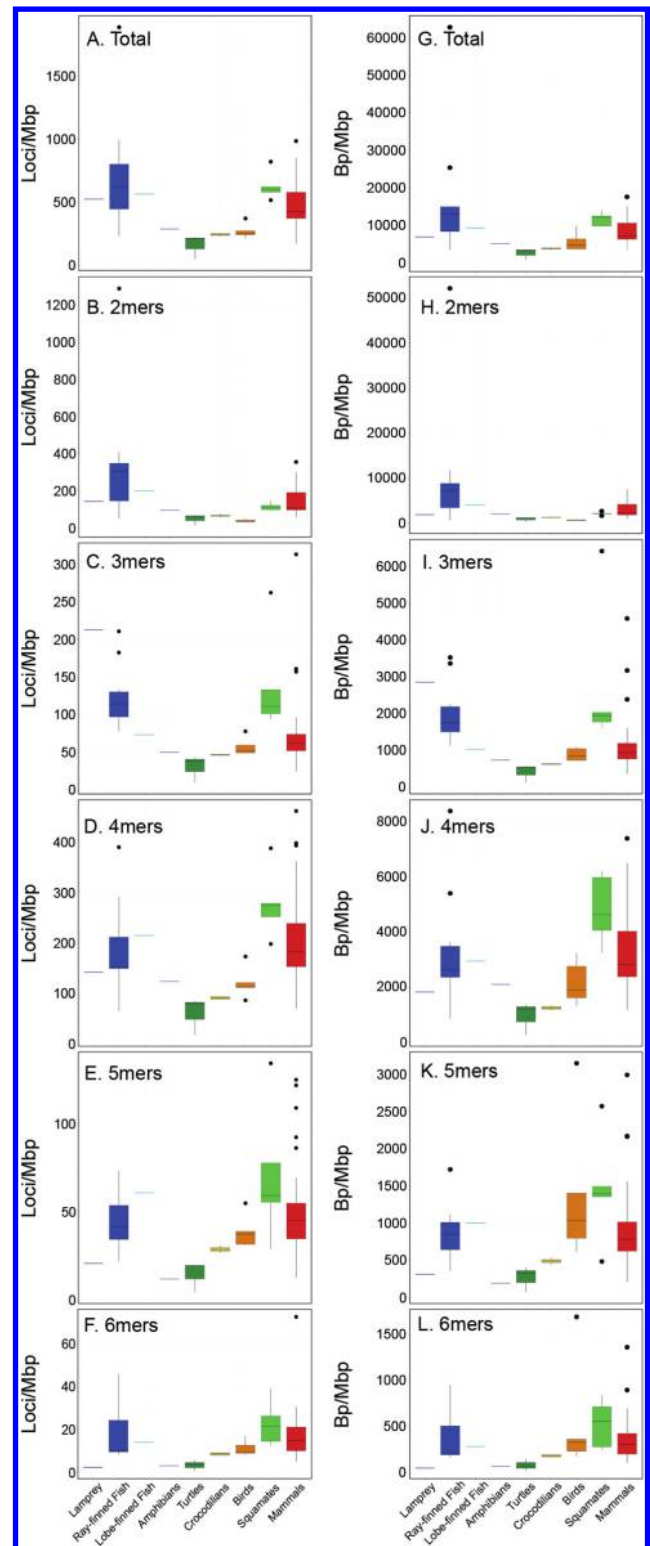 A. Total
Loci/Mbp
1500
1000
500
0
G. Total
Bp/Mbp
60000
50000
40000
30000
20000
10000
0
B. 2mers
Loci/Mbp
1200
1000
800
600
400
200
0
H. 2mers
Bp/Mbp
50000
40000
30000
20000
10000
0
C. 3mers
Loci/Mbp
300
250
200
150
100
50
0
I. 3mers
Bp/Mbp
6000
5000
4000
3000
2000
1000
0
D. 4mers
Loci/Mbp
400
300
200
100
0
J. 4mers
Bp/Mbp
8000
6000
4000
2000
0
E. 5mers
Loci/Mbp
100
50
0
K. 5mers
Bp/Mbp
3000
2500
2000
1500
1000
500
0
F. 6mers
Loci/Mbp
60
40
20
0
L. 6mers
Bp/Mbp
1500
1000
500
0
Lamprey
Ray-finned Fish
Lobe-finned Fish
Amphibians
Turtles
Crocodilians
Birds
Squamates
Mammals
Lamprey
Ray-finned Fish
Lobe-finned Fish
Amphibians
Turtles
Crocodilians
Birds
Squamates
Mammals